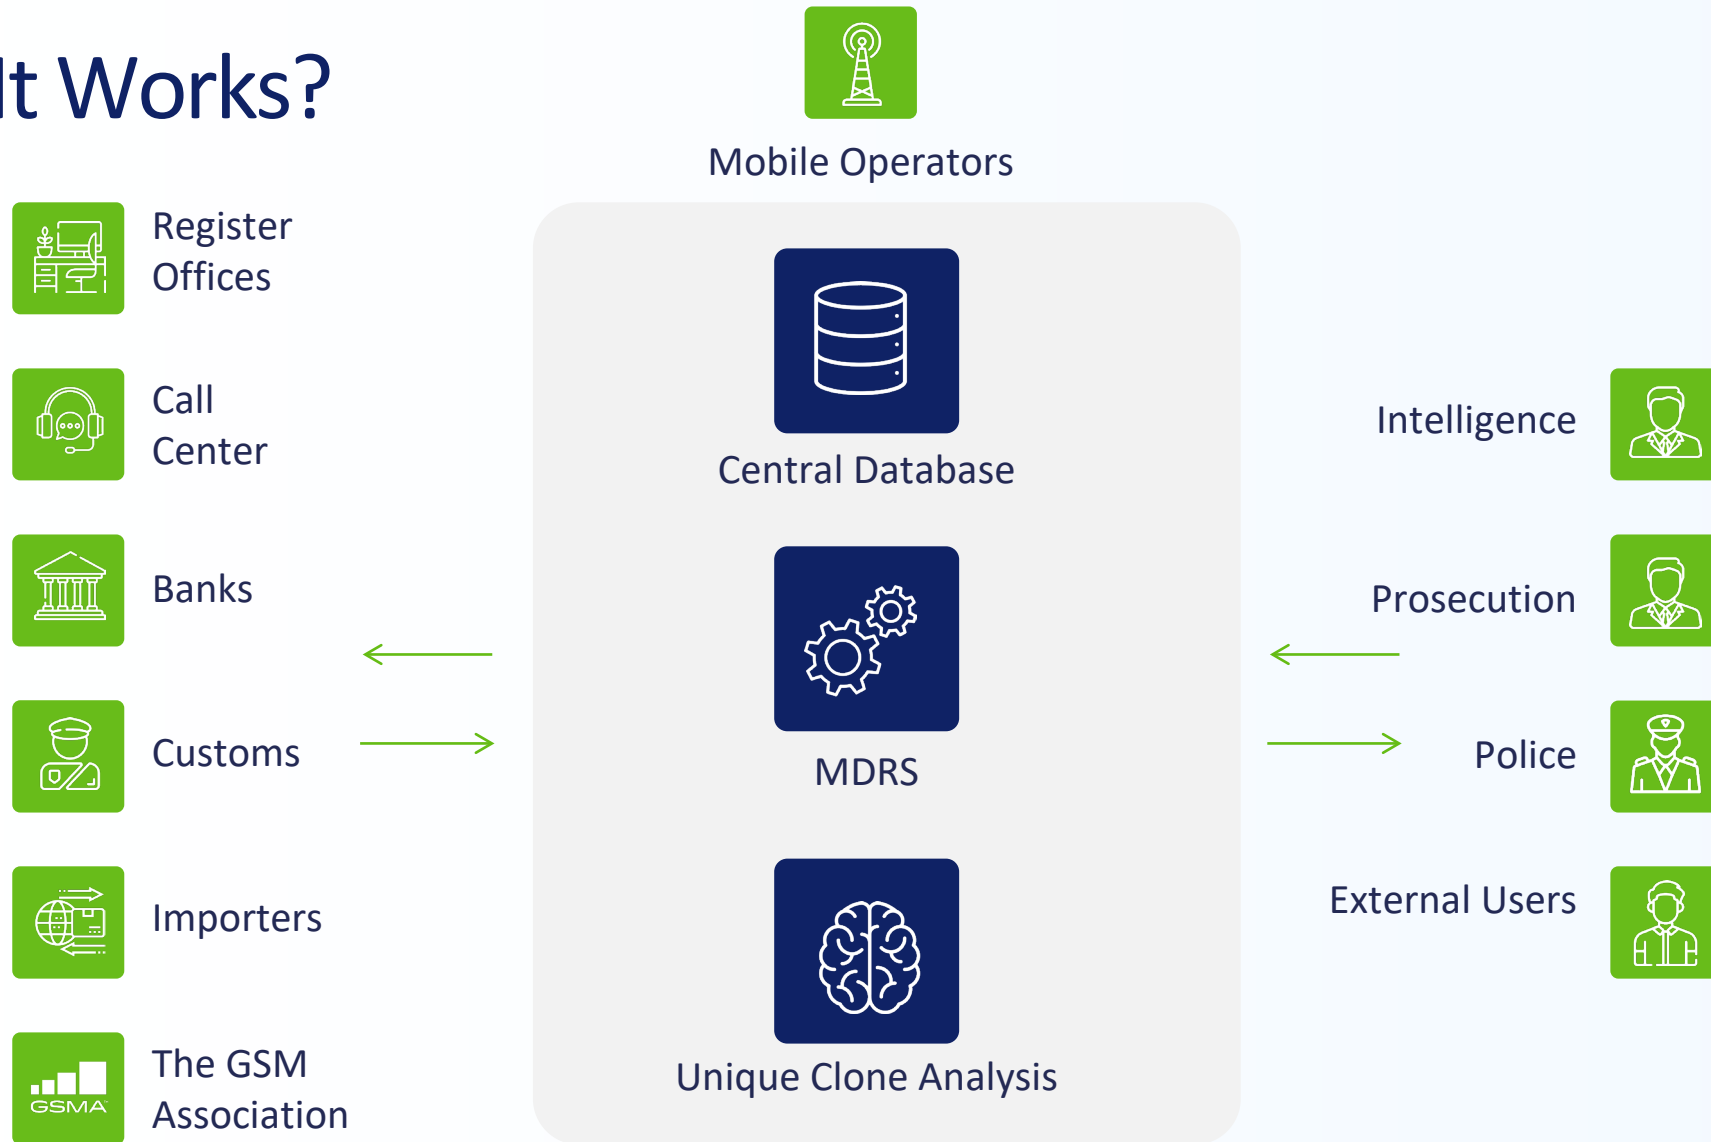 It Works?
Mobile Operators
Register
Offices
Call
Center
Banks
Customs
Importers
GSMA
The GSM
Association
Central Database
MDRS
Unique Clone Analysis
Intelligence
Prosecution
Police
External Users